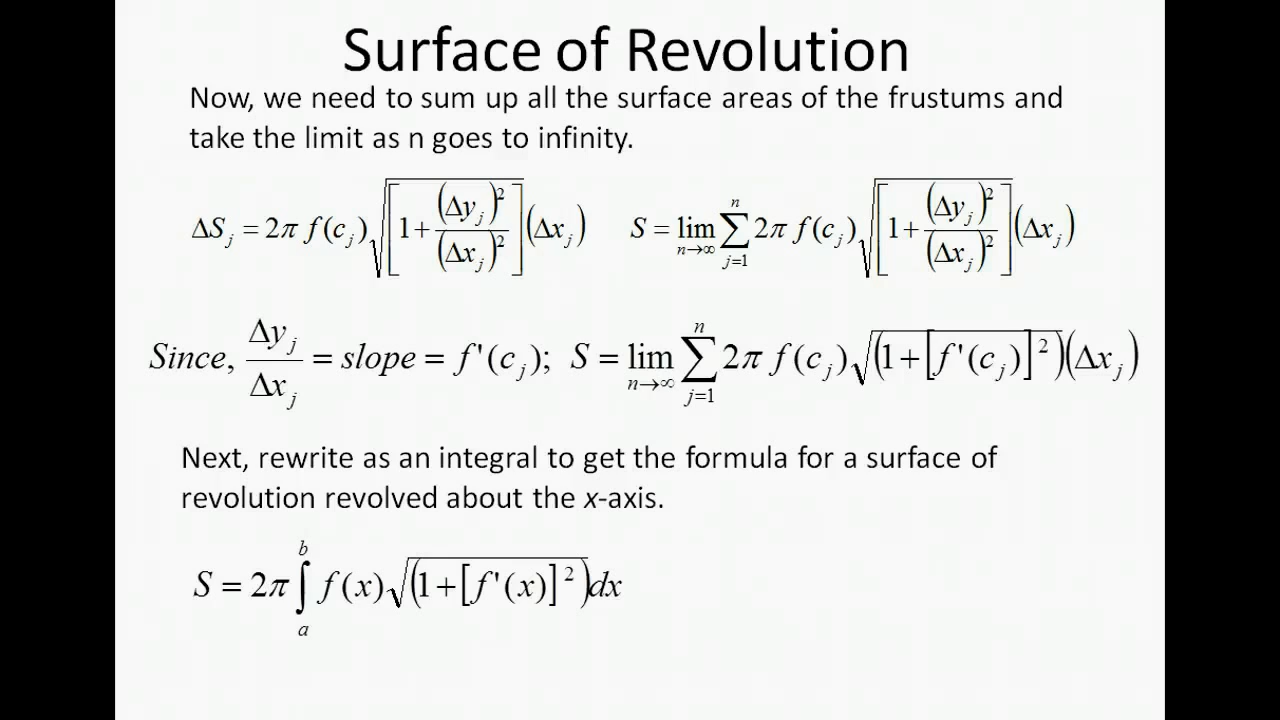 Surface of Revolution
Now, we need to sum up all the surface areas of the frustums and
take the limit as n goes to infinity.
ΔS_j = 2π f(c_j) √[1 + (Δy_j)² / (Δx_j)²] (Δx_j)    S = lim_{n→∞} ∑_{j=1}^{n} 2π f(c_j) √[1 + (Δy_j)² / (Δx_j)²] (Δx_j)
Since, Δy_j / Δx_j = slope = f'(c_j); S = lim_{n→∞} ∑_{j=1}^{n} 2π f(c_j) √(1 + [f'(c_j)]²) (Δx_j)
Next, rewrite as an integral to get the formula for a surface of
revolution revolved about the x-axis.
S = 2π ∫_a^b f(x) √(1 + [f'(x)]²) dx